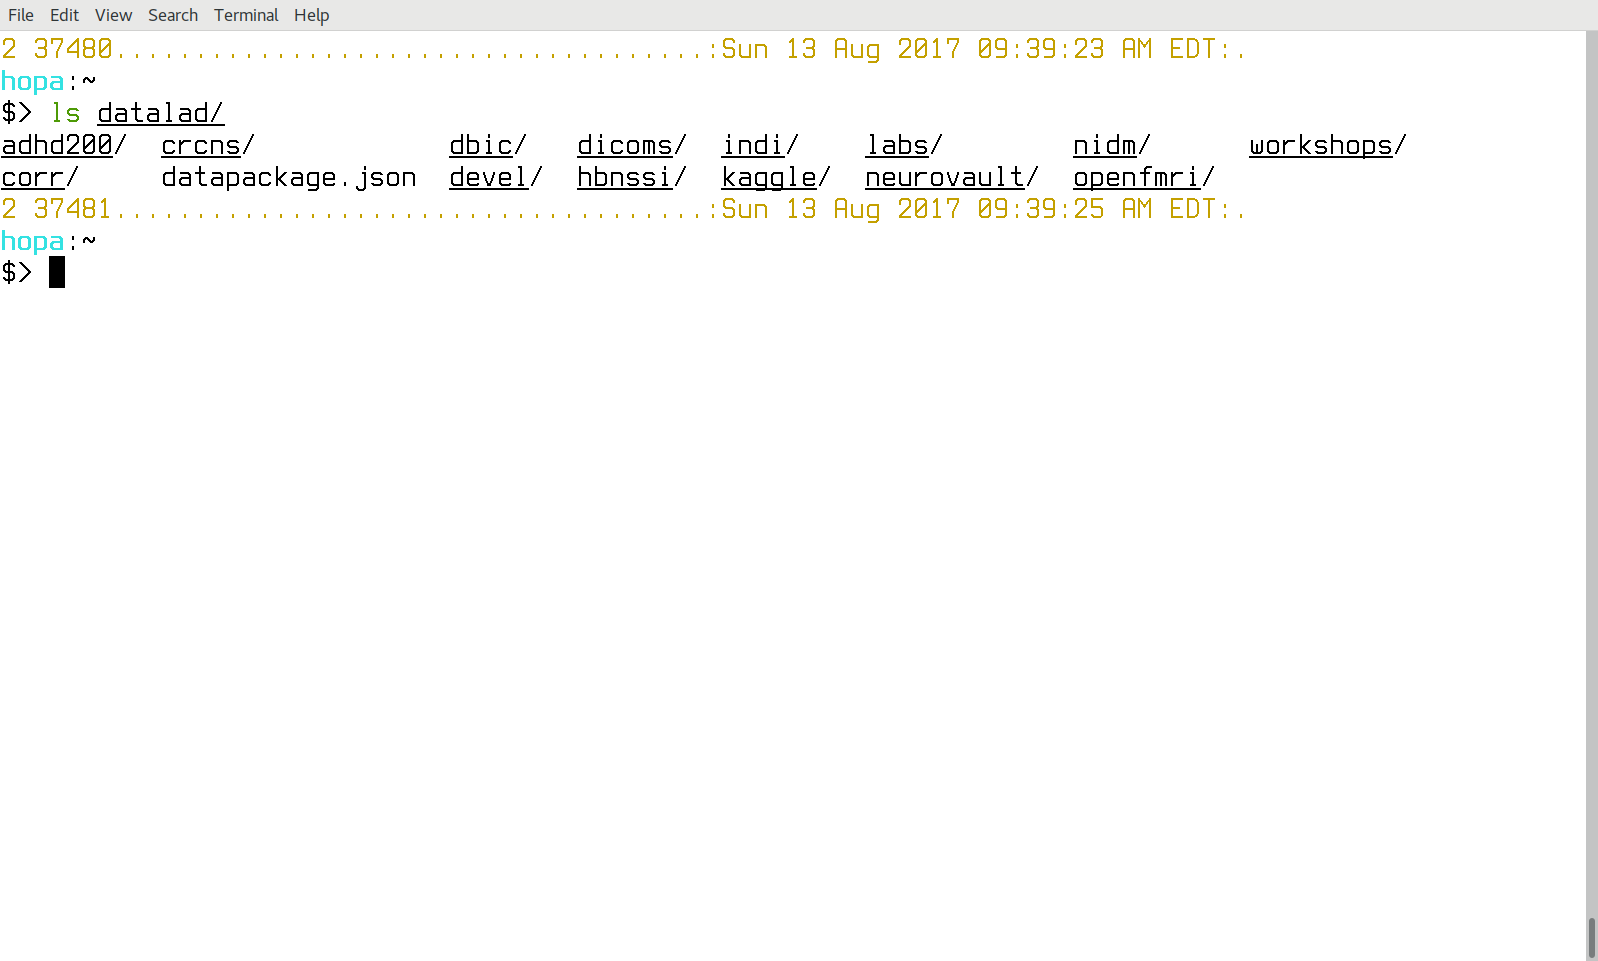 File Edit View Search Terminal Help
2 37480.....................................:Sun 13 Aug 2017 09:39:23 AM EDT:.
hopa:~
$> ls datalad/
adhd200/  crcns/            dbic/   dicoms/  indi/    labs/        nidm/      workshops/
corr/     datapackage.json  devel/  hbnssi/  kaggle/  neurovault/  openfmri/
2 37481.....................................:Sun 13 Aug 2017 09:39:25 AM EDT:.
hopa:~
$>